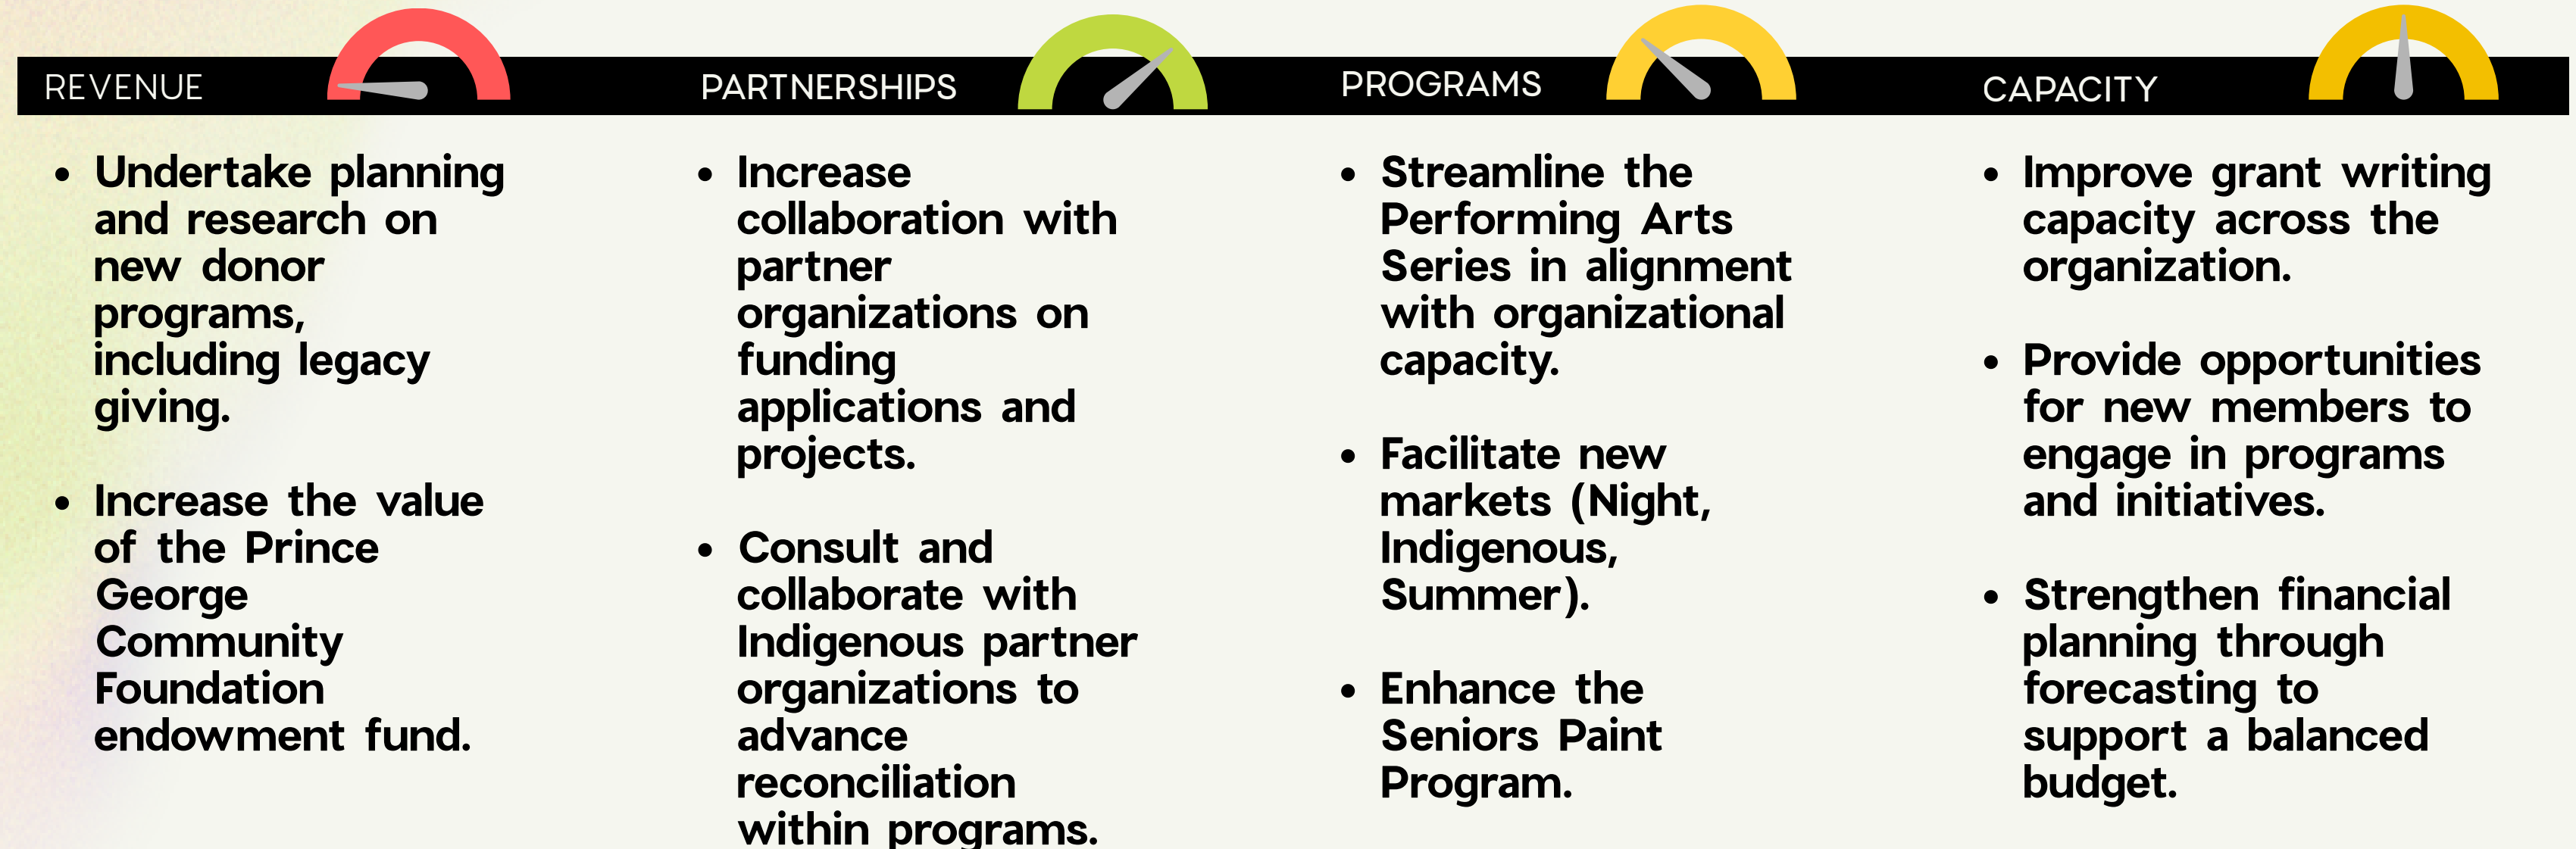 REVENUE
• Undertake planning
and research on
new donor
programs,
including legacy
giving.
• Increase the value
of the Prince
George
Community
Foundation
endowment fund.
PARTNERSHIPS
• Increase
collaboration with
partner
organizations on
funding
applications and
projects.
• Consult and
collaborate with
Indigenous partner
organizations to
advance
reconciliation
within programs.
PROGRAMS
• Streamline the
Performing Arts
Series in alignment
with organizational
capacity.
• Facilitate new
markets (Night,
Indigenous,
Summer).
• Enhance the
Seniors Paint
Program.
CAPACITY
• Improve grant writing
capacity across the
organization.
• Provide opportunities
for new members to
engage in programs
and initiatives.
• Strengthen financial
planning through
forecasting to
support a balanced
budget.